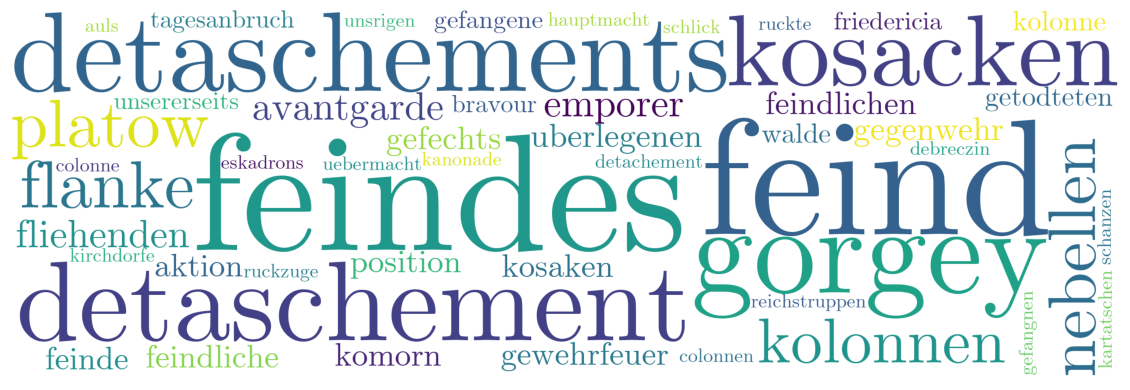 auls tagesanbruch unsrigen gefangene hauptmacht schlick ruckte friedericia kolonne
detaschements kosacken
platow unsererseits avantgarde bravour emporer feindlichen getodteten
gefechts uberlegenen walde gegenwehr
colonne eskadrons uebermacht kanonade detachement debreczin
flanke feindes feind
fliehenden gorgey nebellen schanzen
kirchdorfe aktion ruckzuge position kosaken
detaschement reichstruppen gefangnen kartatschen
feinde feindliche komorn gewehrfeuer colonnen kolonnen